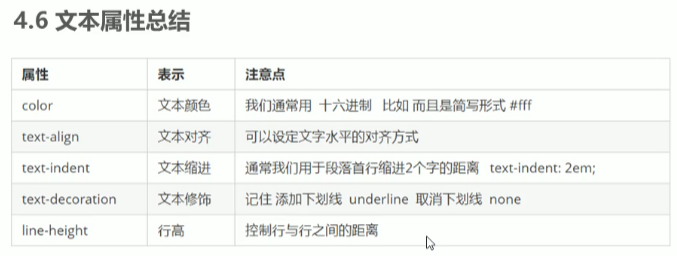 4.6 文本属性总结
属性 表示 注意点
color 文本颜色 我们通常用 十六进制 比如 而且是简写形式 #fff
text-align 文本对齐 可以设定文字水平的对齐方式
text-indent 文本缩进 通常我们用于段落首行缩进2个字的距离 text-indent: 2em;
text-decoration 文本修饰 记住 添加下划线 underline 取消下划线 none
line-height 行高 控制行与行之间的距离